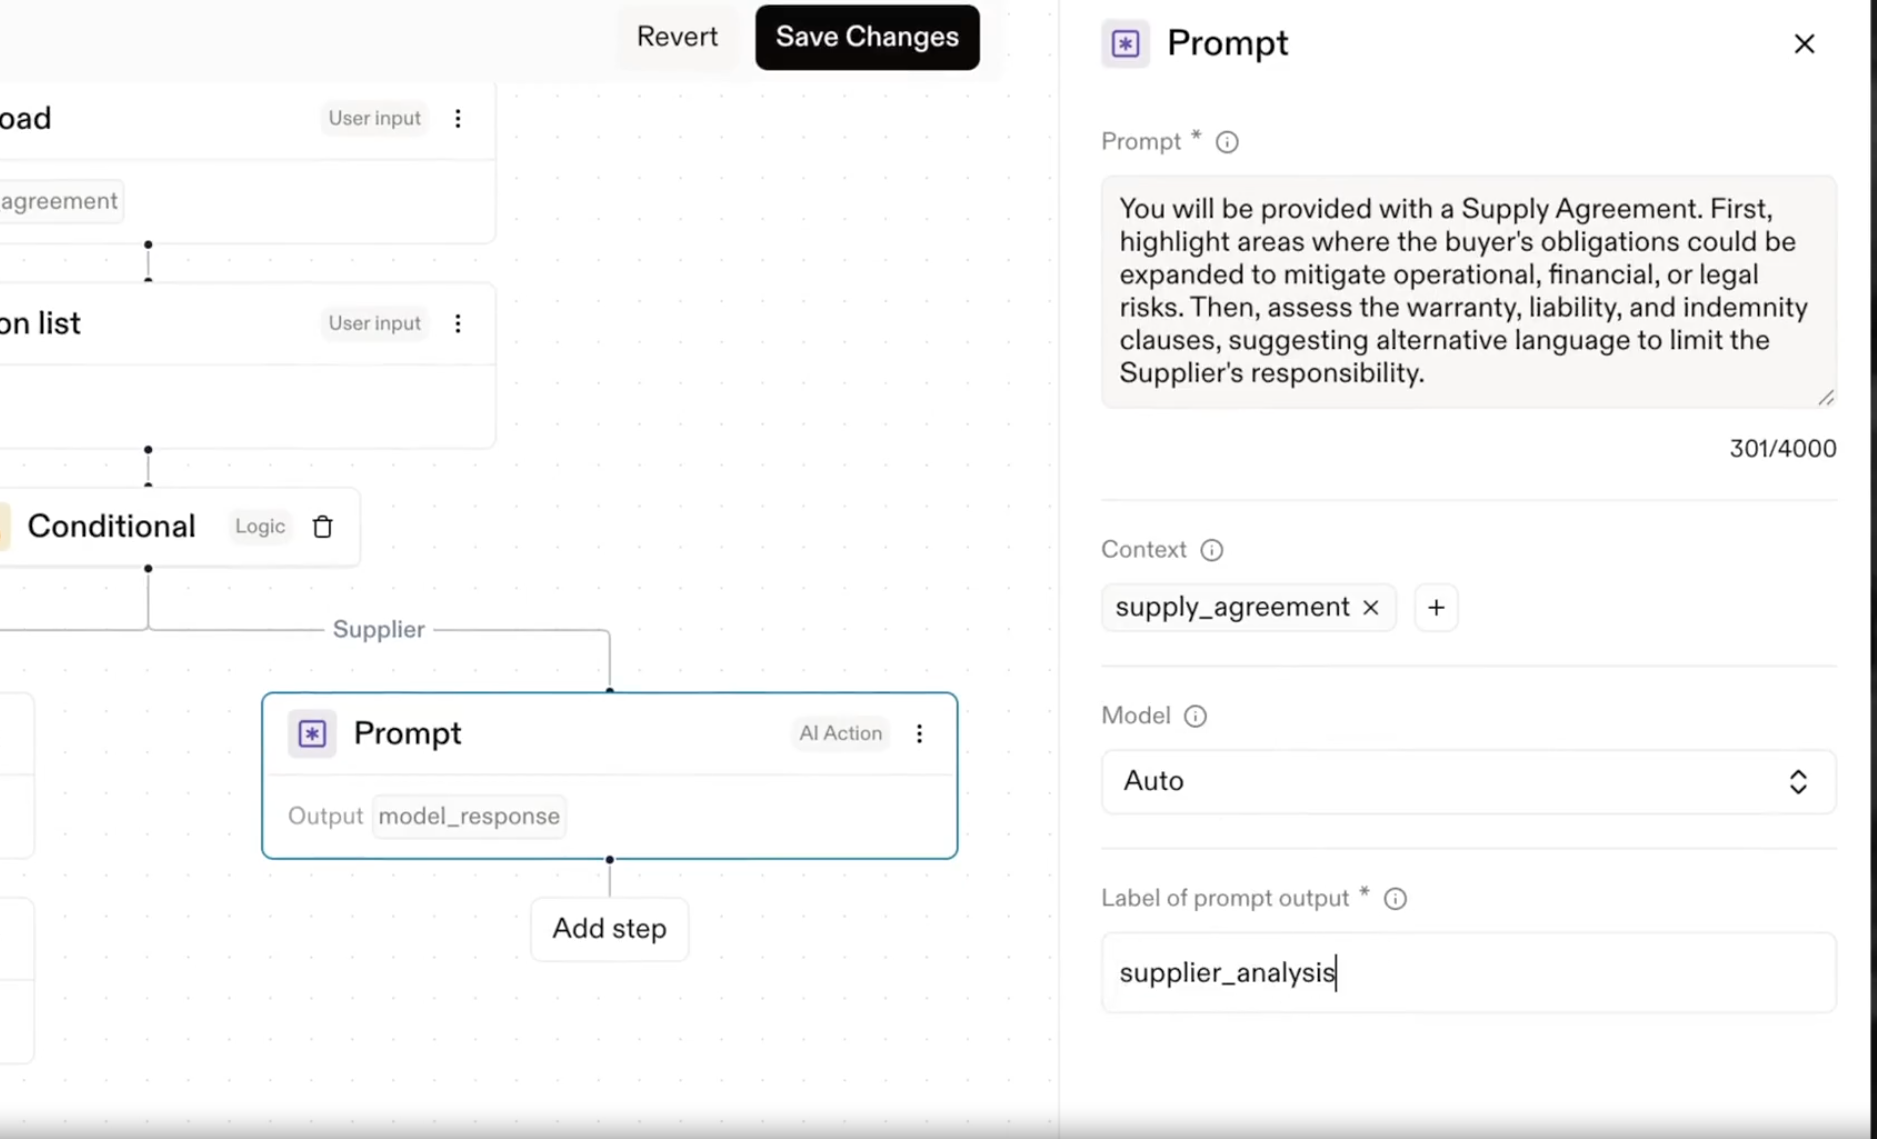 Revert
Save Changes
oad
User input
agreement
on list
User input
Conditional
Logic
Supplier
Prompt
AI Action
Output
model_response
Add step
Prompt
Prompt *
You will be provided with a Supply Agreement. First,
highlight areas where the buyer's obligations could be
expanded to mitigate operational, financial, or legal
risks. Then, assess the warranty, liability, and indemnity
clauses, suggesting alternative language to limit the
Supplier's responsibility.
301/4000
Context
supply_agreement
Model
Auto
Label of prompt output *
supplier_analysis